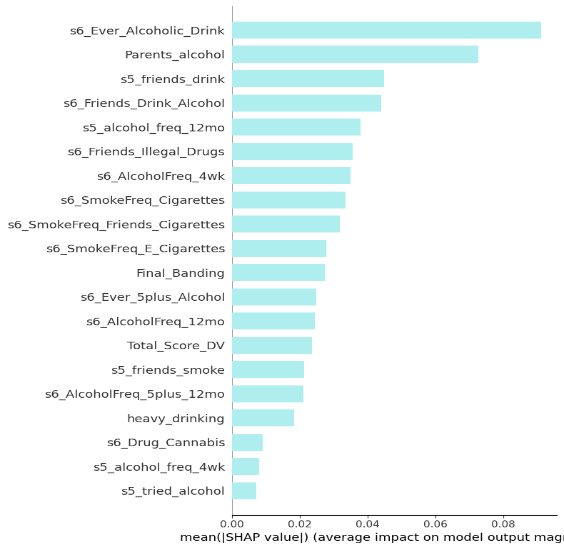 s6_Ever_Alcoholic_Drink
Parents_alcohol
s5_friends_drink
s6_Friends_Drink_Alcohol
s5_alcohol_freq_12mo
s6_Friends_Illegal_Drugs
s6_AlcoholFreq_4wk
s6_SmokeFreq_Cigarettes
s6_SmokeFreq_Friends_Cigarettes
s6_SmokeFreq_E_Cigarettes
Final_Banding
s6_Ever_5plus_Alcohol
s6_AlcoholFreq_12mo
Total_Score_DV
s5_friends_smoke
s6_AlcoholFreq_5plus_12mo
heavy_drinking
s6_Drug_Cannabis
s5_alcohol_freq_4wk
s5_tried_alcohol
0.00 0.02 0.04 0.06 0.08
mean(|SHAP value|) (average impact on model output mag